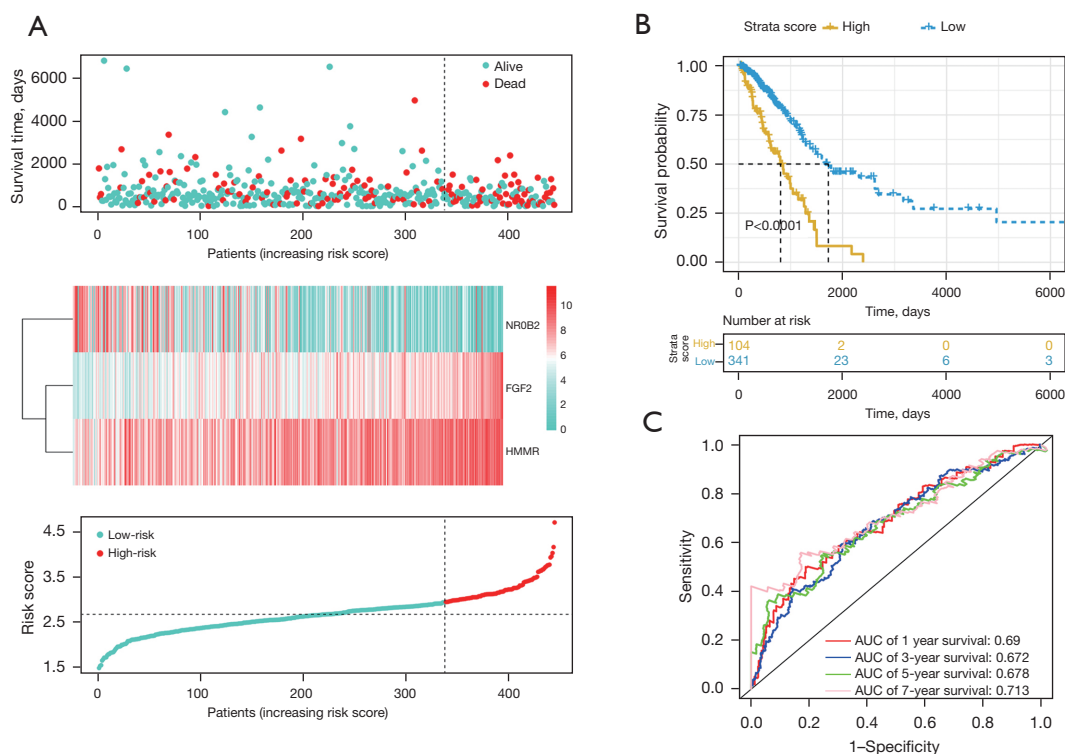 A
Survival time, days
6000
4000
2000
0
Alive
Dead
0 100 200 300 400
Patients (increasing risk score)
NR0B2
FGF2
HMMR
10
8
6
4
2
0
Risk score
4.5
3.5
2.5
1.5
Low-risk
High-risk
0 100 200 300 400
Patients (increasing risk score)
B
Strata score High Low
Survival probability
1.00
0.75
0.50
0.25
0.00
P<0.0001
0 2000 4000 6000
Time, days
Number at risk
Strata
score
High 104 2 0 0
Low 341 23 6 3
0 2000 4000 6000
Time, days
C
Sensitivity
1.0
0.8
0.6
0.4
0.2
0.0
AUC of 1 year survival: 0.69
AUC of 3-year survival: 0.672
AUC of 5-year survival: 0.678
AUC of 7-year survival: 0.713
0.0 0.2 0.4 0.6 0.8 1.0
1–Specificity